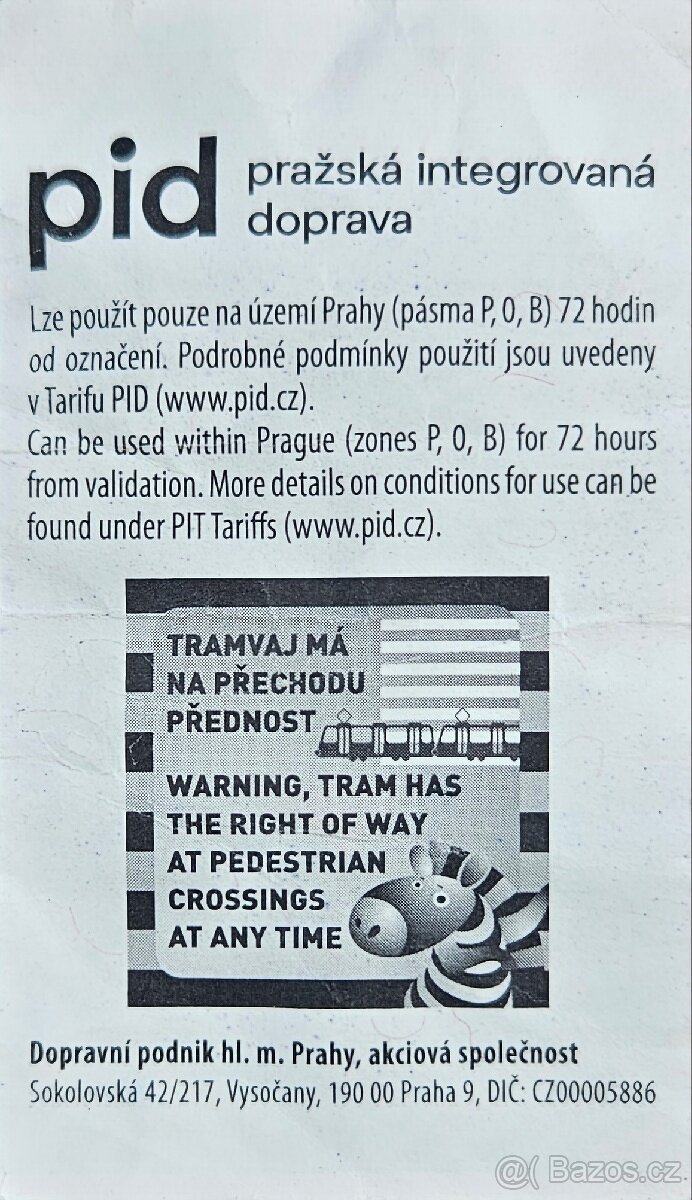 pid pražská integrovaná
doprava
Lze použít pouze na území Prahy (pásma P, 0, B) 72 hodin
od označení. Podrobné podmínky použití jsou uvedeny
v Tarifu PID (www.pid.cz).
Can be used within Prague (zones P, 0, B) for 72 hours
from validation. More details on conditions for use can be
found under PIT Tariffs (www.pid.cz).
TRAMVAJ MÁ
NA PŘECHODU
PŘEDNOST
WARNING, TRAM HAS
THE RIGHT OF WAY
AT PEDESTRIAN
CROSSINGS
AT ANY TIME
Dopravní podnik hl. m. Prahy, akciová společnost
Sokolovská 42/217, Vysočany, 190 00 Praha 9, DIČ: CZ00005886
@( Bazos.cz